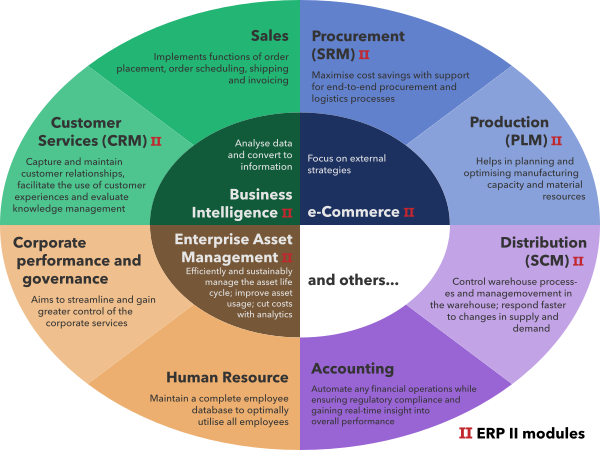 Sales
Implements functions of order
placement, order scheduling, shipping
and invoicing
Procurement
(SRM) II
Maximise cost savings with support
for end-to-end procurement and
logistics processes
Customer
Services (CRM) II
Capture and maintain
customer relationships,
facilitate the use of customer
experiences and evaluate
knowledge management
Production
(PLM) II
Helps in planning and
optimising manufacturing
capacity and material
resources
Analyse data
and convert to
information
Business
Intelligence II
Focus on external
strategies
e-Commerce II
Corporate
performance and
governance
Aims to streamline and gain
greater control of the
corporate services
Enterprise Asset
Management II
Efficiently and sustainably
manage the asset life
cycle; improve asset
usage; cut costs
with analytics
and others...
Distribution
(SCM) II
Control warehouse process-
es and managemovement in
the warehouse; respond faster
to changes in supply and
demand
Human Resource
Maintain a complete employee
database to optimally
utilise all employees
Accounting
Automate any financial operations while
ensuring regulatory compliance and
gaining real-time insight into
overall performance
II ERP II modules